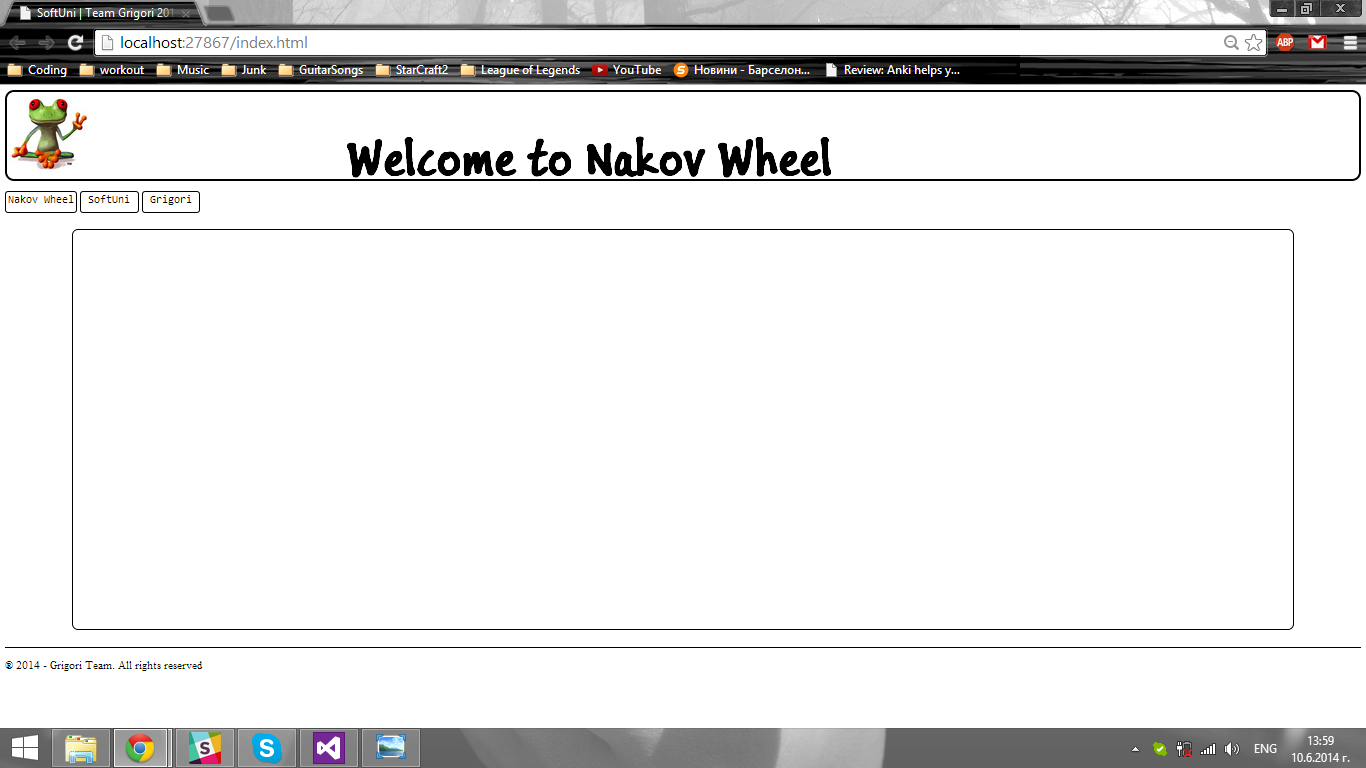 SoftUni | Team Grigori 201
localhost:27867/index.html
ABP
Coding workout Music Junk GuitarSongs StarCraft2 League of Legends YouTube Новини - Барселон... Review: Anki helps y...
Welcome to Nakov Wheel
Nakov Wheel SoftUni Grigori
© 2014 - Grigori Team. All rights reserved
ENG 13:59
10.6.2014 г.